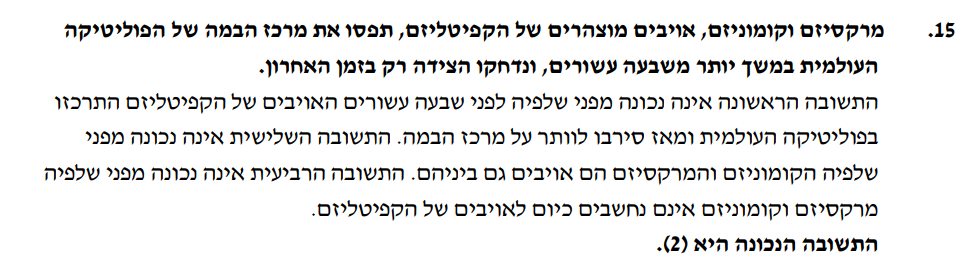 15. מרקסיזם וקומוניזם, אויבים מוצהרים של הקפיטליזם, תפסו את מרכז הבמה של הפוליטיקה
העולמית במשך יותר משבעה עשורים, ונדחקו הצידה רק בזמן האחרון.
התשובה הראשונה אינה נכונה מפני שלפיה לפני שבעה עשורים האויבים של הקפיטליזם התרכזו
בפוליטיקה העולמית ומאז סירבו לוותר על מרכז הבמה. התשובה השלישית אינה נכונה מפני
שלפיה הקומוניזם והמרקסיזם הם אויבים גם ביניהם. התשובה הרביעית אינה נכונה מפני שלפיה
מרקסיזם וקומוניזם אינם נחשבים כיום לאויבים של הקפיטליזם.
התשובה הנכונה היא (2).